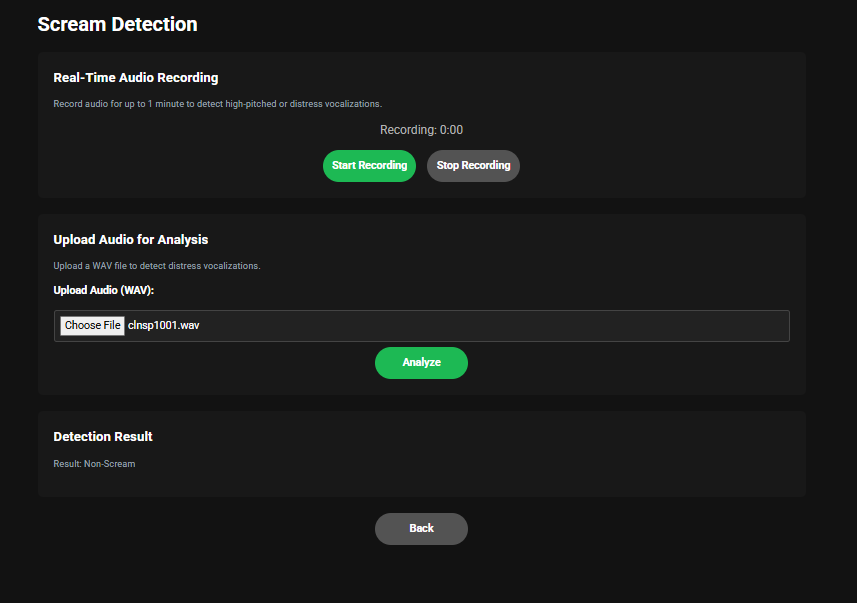 Scream Detection
Real-Time Audio Recording
Record audio for up to 1 minute to detect high-pitched or distress vocalizations.
Recording: 0:00
Start Recording Stop Recording
Upload Audio for Analysis
Upload a WAV file to detect distress vocalizations.
Upload Audio (WAV):
Choose File clnsp1001.wav
Analyze
Detection Result
Result: Non-Scream
Back